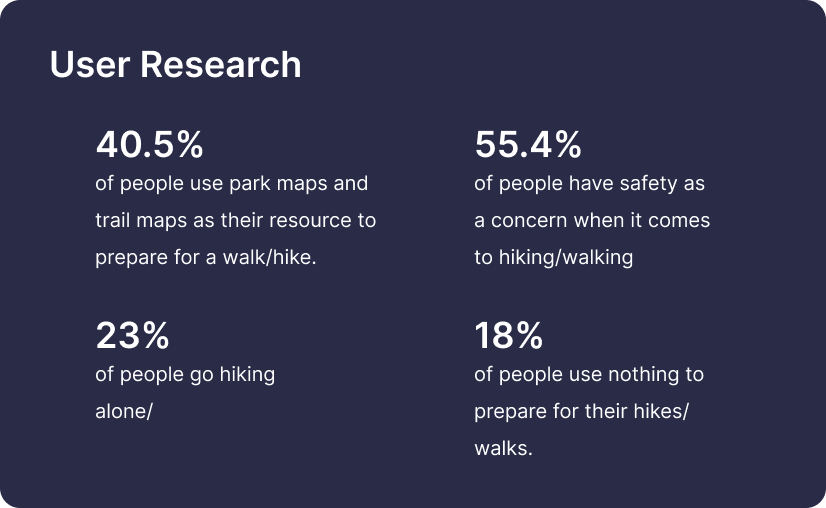 User Research
40.5%
of people use park maps and
trail maps as their resource to
prepare for a walk/hike.
55.4%
of people have safety as
a concern when it comes
to hiking/walking
23%
of people go hiking
alone/
18%
of people use nothing to
prepare for their hikes/
walks.